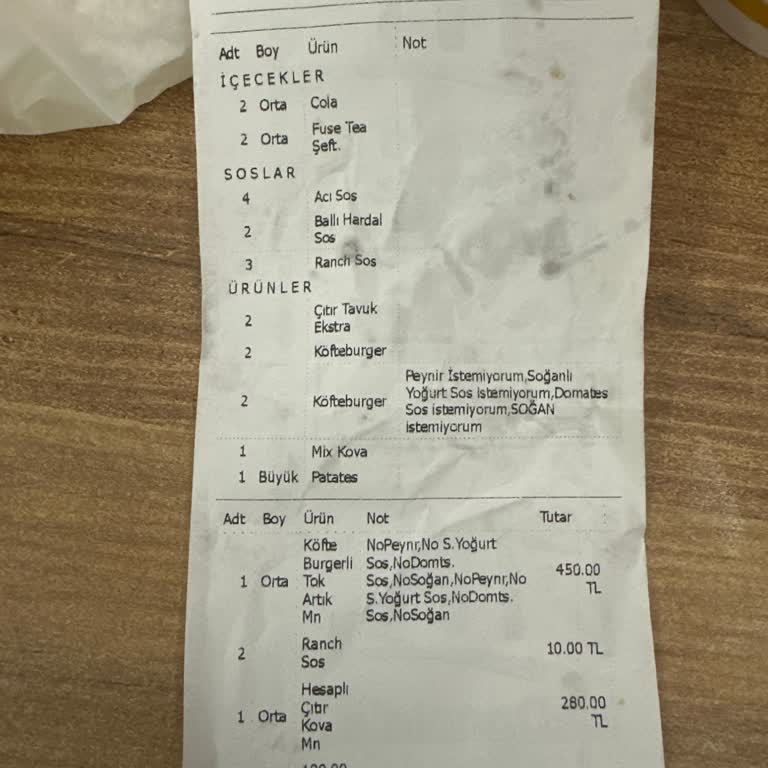 Adt Boy Ürün Not
İÇECEKLER
2 Orta Cola
2 Orta Fuse Tea
Şeft.
SOSLAR
4 Acı Sos
2 Ballı Hardal
Sos
3 Ranch Sos
ÜRÜNLER
2 Çıtır Tavuk
Ekstra
2 Köfteburger
2 Köfteburger Peynir İstemiyorum,Soğanlı
Yoğurt Sos istemiyorum,Domates
Sos istemiyorum,SOĞAN
istemiyorum
1 Mix Kova
1 Büyük Patates
Adt Boy Ürün Not Tutar
1 Orta Köfte NoPeynr,No S.Yoğurt 450.00
Burgerli Sos,NoDomts. TL
Tok Sos,NoSoğan,NoPeynr,No
Artık S.Yoğurt Sos,NoDomts.
Mn Sos,NoSoğan
2 Ranch 10.00 TL
Sos
1 Orta Hesaplı 280.00
Çıtır TL
Kova
Mn